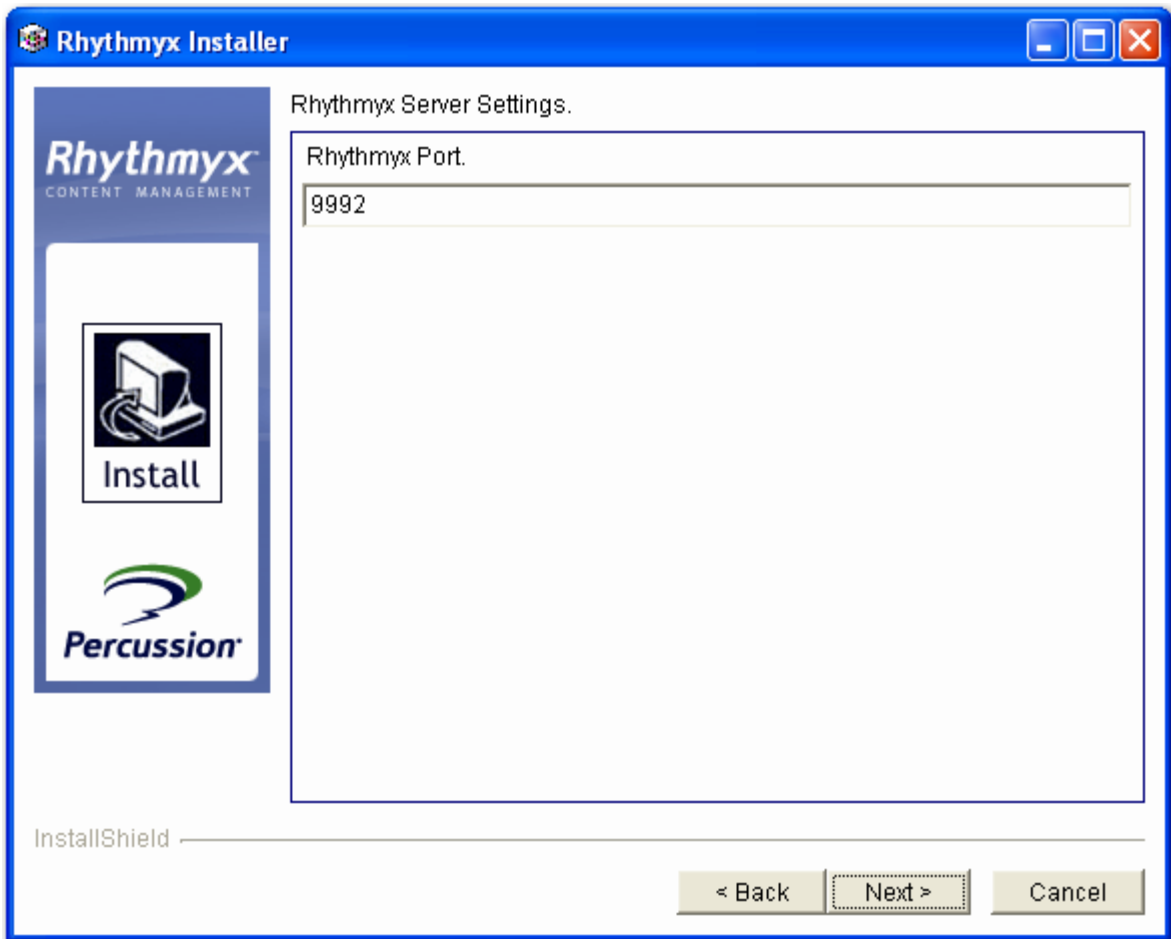 Rhythmyx Installer
Rhythmyx Server Settings.
Rhythmyx
CONTENT MANAGEMENT
Rhythmyx Port.
9992
Install
Percussion
InstallShield
< Back
Next >
Cancel